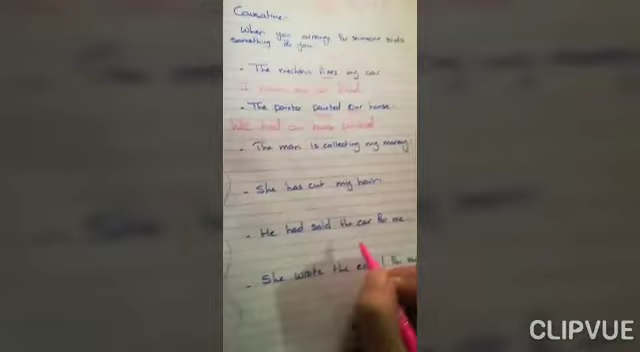 Causative:-
When you arrange for someone to do
something for you
- The mechanic fixes my car
I have my car fixed
- The painter painted our house.
We had our house painted
- The man is collecting my money
- She has cut my hair.
- He had sold the car for me
- She wrote the for
CLIPVUE